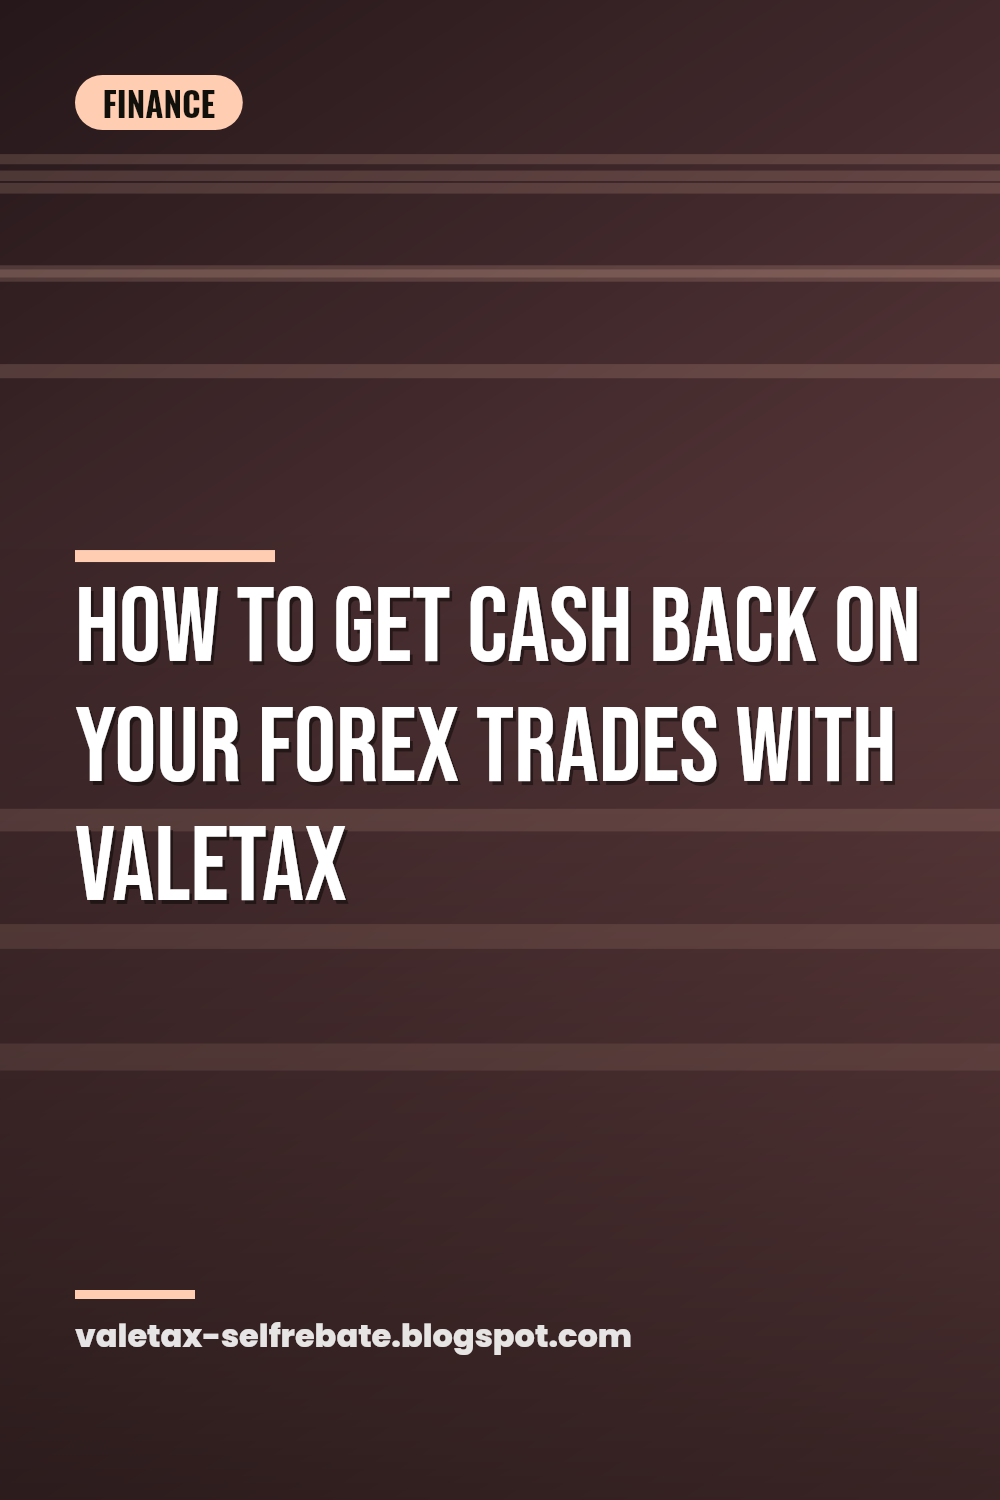 FINANCE
HOW TO GET CASH BACK ON
YOUR FOREX TRADES WITH
VALETAX
valetax-selfrebate.blogspot.com